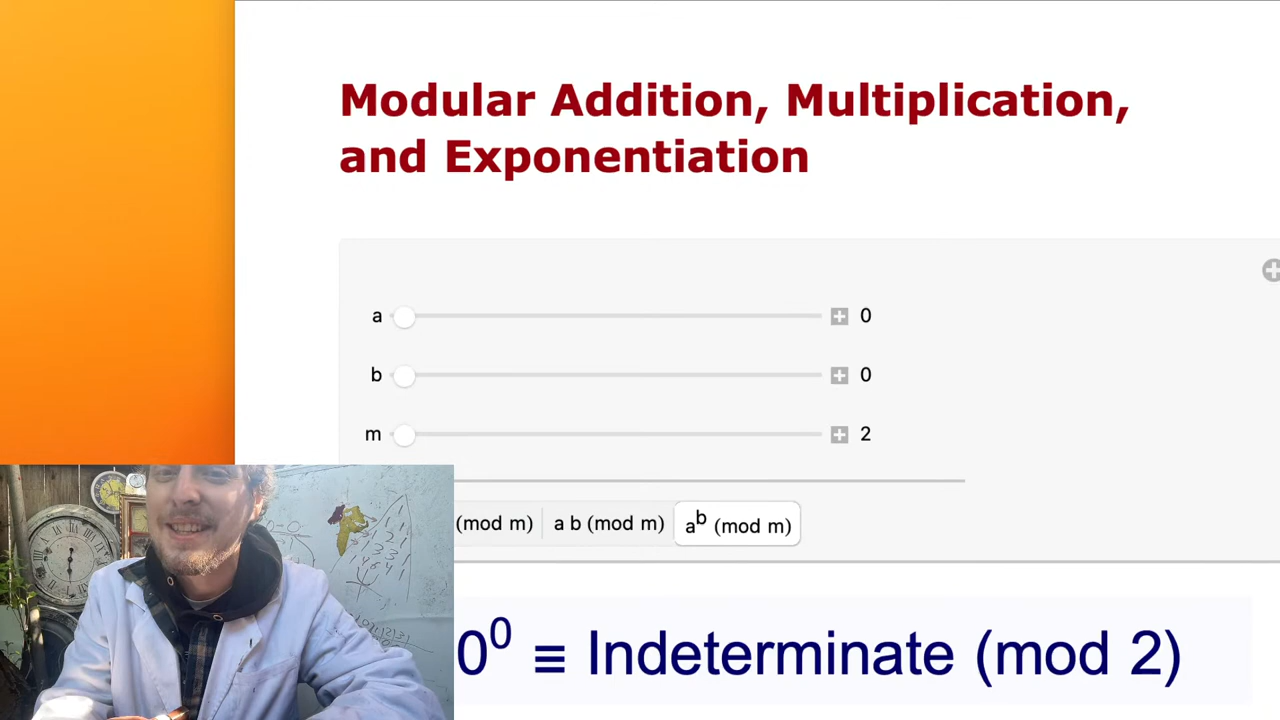 Modular Addition, Multiplication,
and Exponentiation
a 0
b 0
m 2
(mod m) a b (mod m) a^b (mod m)
0^0 ≡ Indeterminate (mod 2)